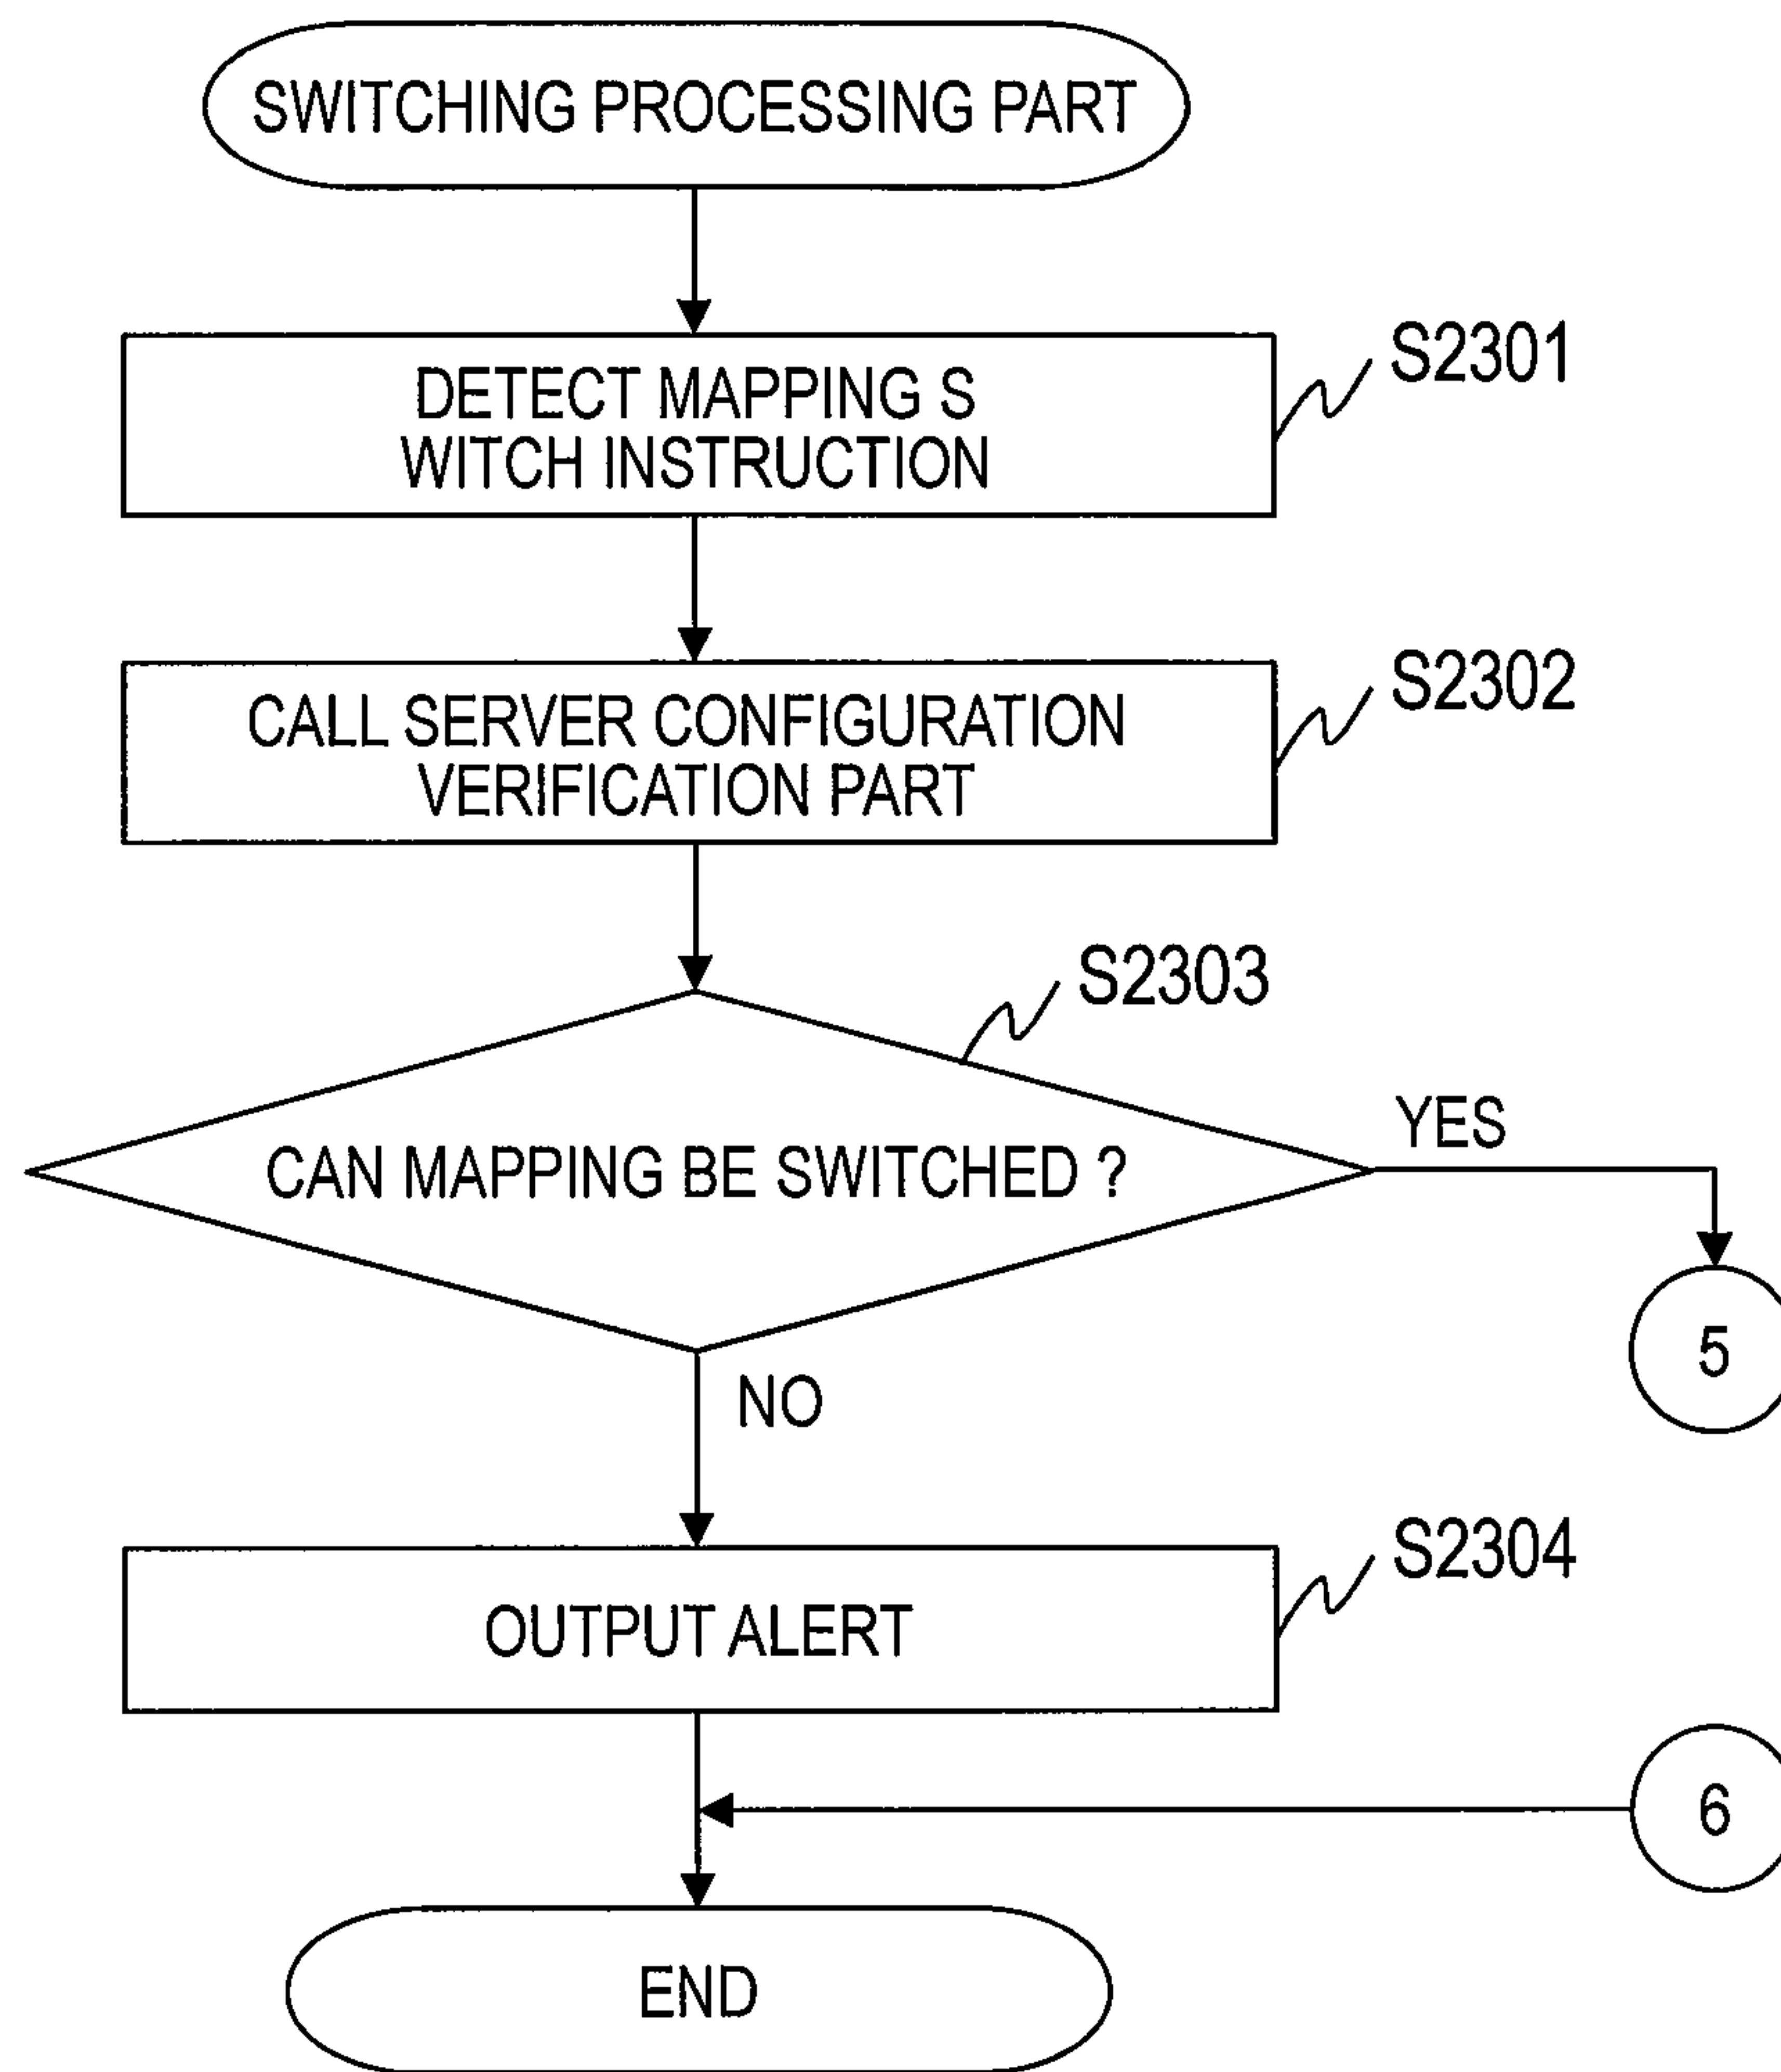 SWITCHING PROCESSING PART
DETECT MAPPING S
WITCH INSTRUCTION
S2301
CALL SERVER CONFIGURATION
VERIFICATION PART
S2302
S2303
CAN MAPPING BE SWITCHED ?
YES
5
NO
OUTPUT ALERT
S2304
6
END